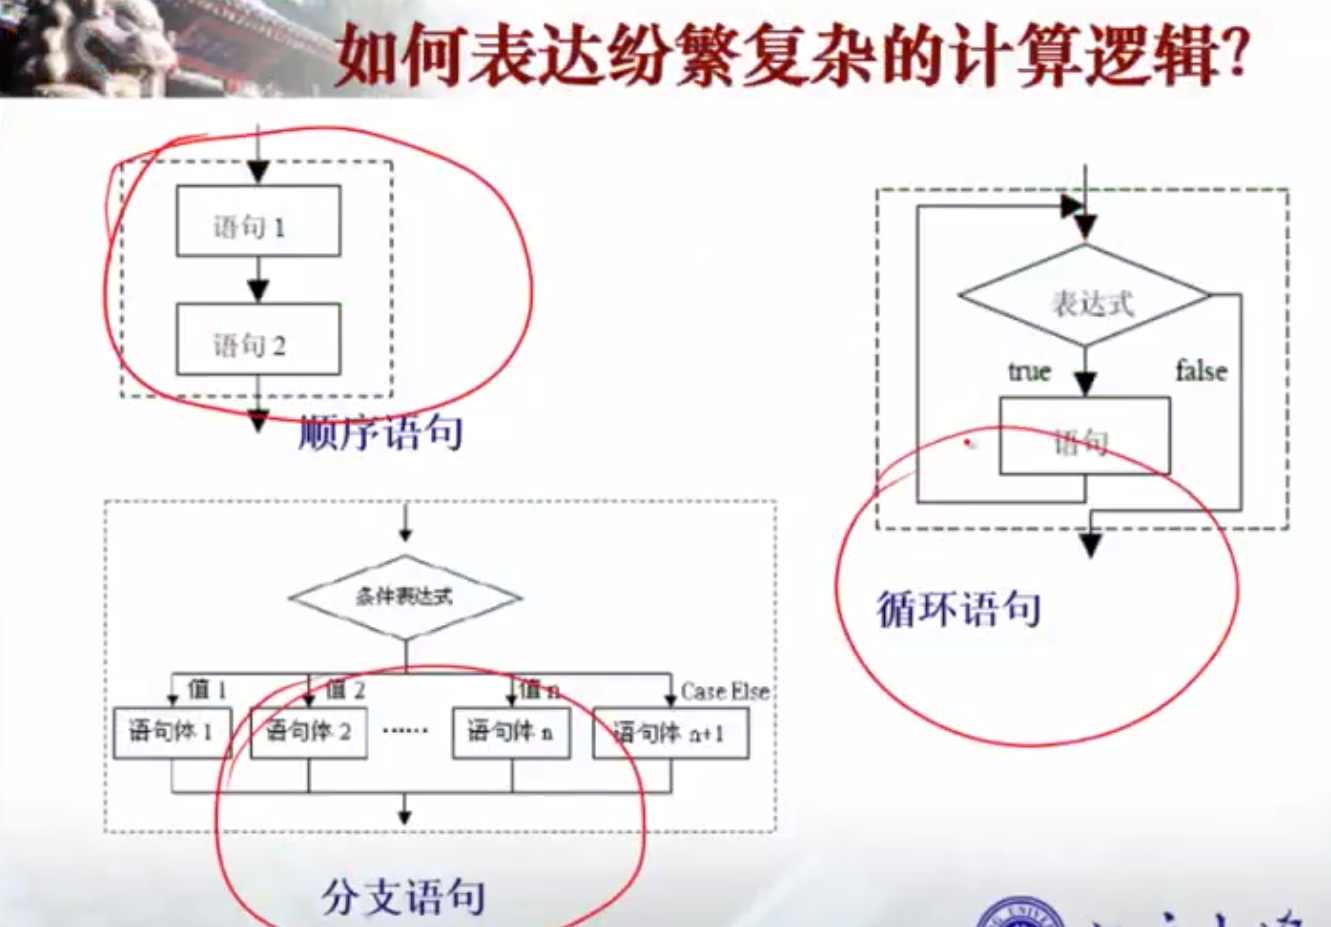 如何表达纷繁复杂的计算逻辑?
语句1
语句2
顺序语句
表达式
true
false
语句
循环语句
条件表达式
值1
值2
值n
Case Else
语句体1
语句体2
……
语句体n
语句体n+1
分支语句